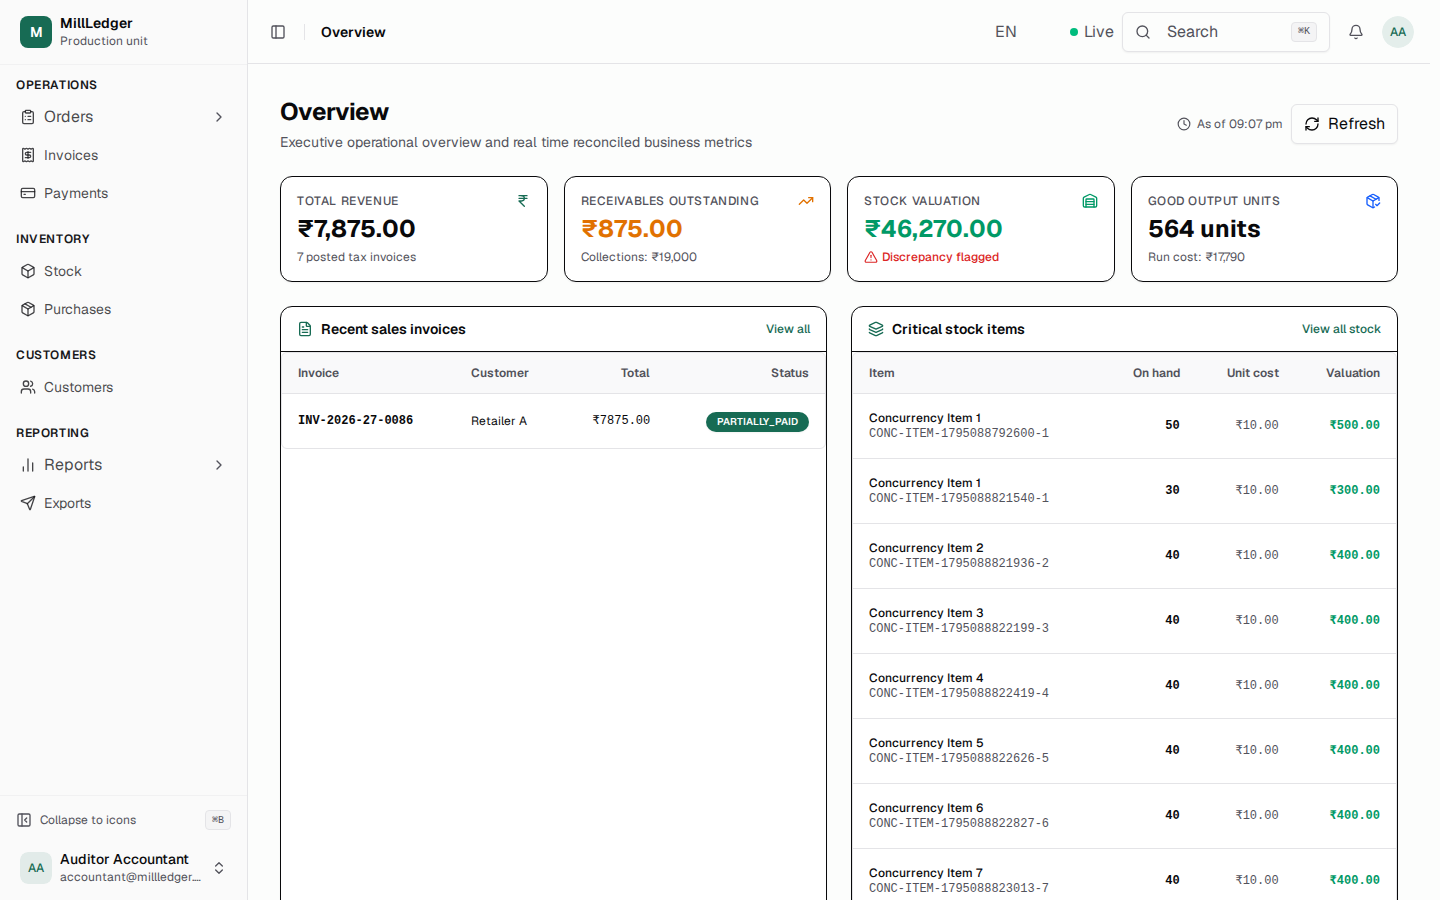 M
MillLedger
Production unit
OPERATIONS
Orders
Invoices
Payments
INVENTORY
Stock
Purchases
CUSTOMERS
Customers
REPORTING
Reports
Exports
Collapse to icons ⌘B
AA
Auditor Accountant
accountant@millledger....
Overview
EN
Live
Search ⌘K
AA
Overview
Executive operational overview and real time reconciled business metrics
As of 09:07 pm
Refresh
TOTAL REVENUE ₹
₹7,875.00
7 posted tax invoices
RECEIVABLES OUTSTANDING
₹875.00
Collections: ₹19,000
STOCK VALUATION
₹46,270.00
Discrepancy flagged
GOOD OUTPUT UNITS
564 units
Run cost: ₹17,790
Recent sales invoices View all
Invoice Customer Total Status
INV-2026-27-0086 Retailer A ₹7875.00 PARTIALLY_PAID
Critical stock items View all stock
Item On hand Unit cost Valuation
Concurrency Item 1
CONC-ITEM-1795088792600-1 50 ₹10.00 ₹500.00
Concurrency Item 1
CONC-ITEM-1795088821540-1 30 ₹10.00 ₹300.00
Concurrency Item 2
CONC-ITEM-1795088821936-2 40 ₹10.00 ₹400.00
Concurrency Item 3
CONC-ITEM-1795088822199-3 40 ₹10.00 ₹400.00
Concurrency Item 4
CONC-ITEM-1795088822419-4 40 ₹10.00 ₹400.00
Concurrency Item 5
CONC-ITEM-1795088822626-5 40 ₹10.00 ₹400.00
Concurrency Item 6
CONC-ITEM-1795088822827-6 40 ₹10.00 ₹400.00
Concurrency Item 7
CONC-ITEM-1795088823013-7 40 ₹10.00 ₹400.00